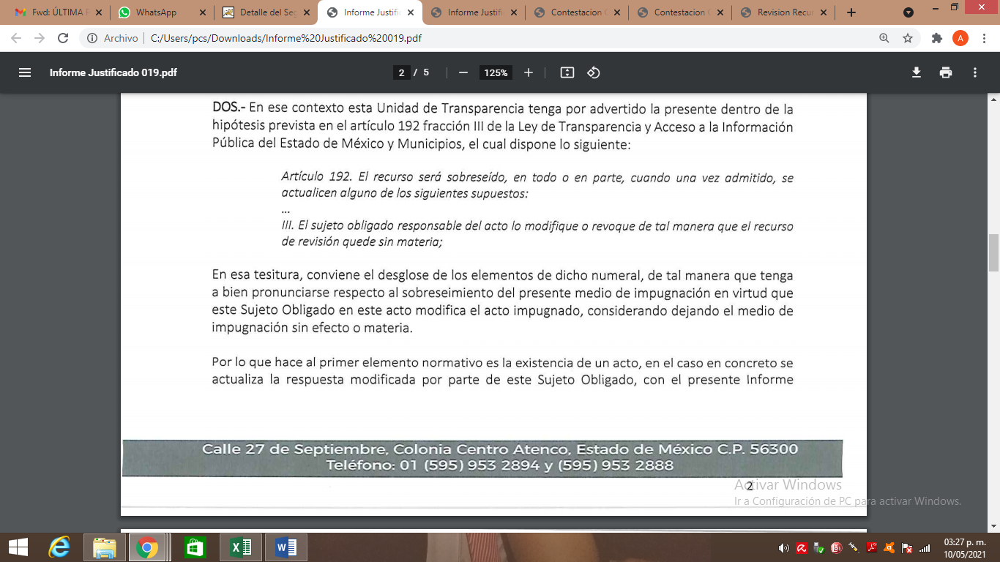 Fwd: ÚLTIMA R
WhatsApp
Detalle del Seg
Informe Justifi
Informe Justifi
Contestacion
Contestacion
Revision Recur
Archivo
C:/Users/pcs/Downloads/Informe%20Justificado%20019.pdf
A
Informe Justificado 019.pdf
2 / 5
125%
DOS.- En ese contexto esta Unidad de Transparencia tenga por advertido la presente dentro de la
hipótesis prevista en el artículo 192 fracción III de la Ley de Transparencia y Acceso a la Información
Pública del Estado de México y Municipios, el cual dispone lo siguiente:
Artículo 192. El recurso será sobreseído, en todo o en parte, cuando una vez admitido, se
actualicen alguno de los siguientes supuestos:
...
III. El sujeto obligado responsable del acto lo modifique o revoque de tal manera que el recurso
de revisión quede sin materia;
En esa tesitura, conviene el desglose de los elementos de dicho numeral, de tal manera que tenga
a bien pronunciarse respecto al sobreseimiento del presente medio de impugnación en virtud que
este Sujeto Obligado en este acto modifica el acto impugnado, considerando dejando el medio de
impugnación sin efecto o materia.
Por lo que hace al primer elemento normativo es la existencia de un acto, en el caso en concreto se
actualiza la respuesta modificada por parte de este Sujeto Obligado, con el presente Informe
Calle 27 de Septiembre, Colonia Centro Atenco, Estado de México C.P. 56300
Teléfono: 01 (595) 953 2894 y (595) 953 2888
2
Activar Windows
Ir a Configuración de PC para activar Windows.
03:27 p. m.
10/05/2021